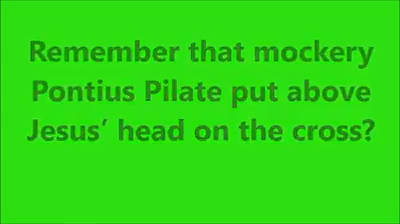 Remember that mockery
Pontius Pilate put above
Jesus’ head on the cross?